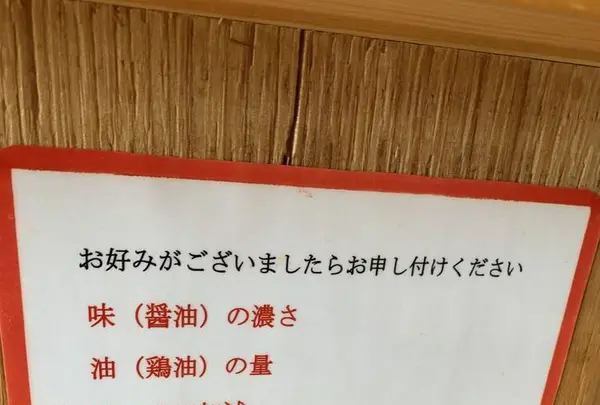 お好みがございましたらお申し付けください
味（醤油）の濃さ
油（鶏油）の量